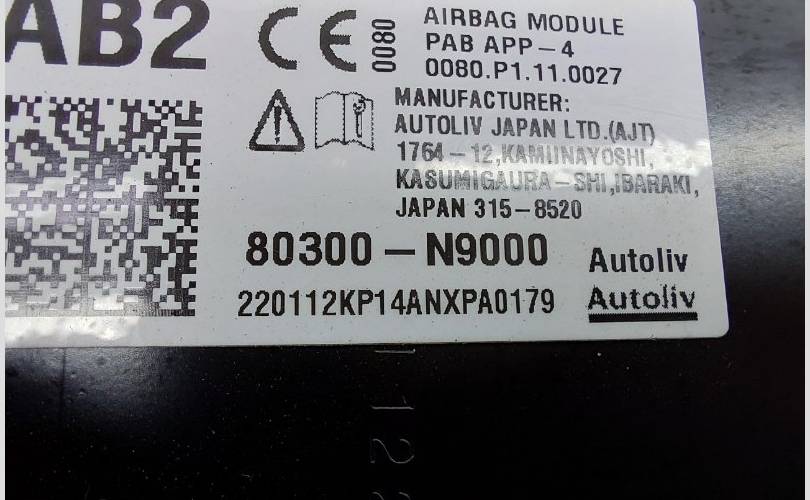 AB2
CE 0080
AIRBAG MODULE
PAB APP-4
0080.P1.11.0027
MANUFACTURER:
AUTOLIV JAPAN LTD.(AJT)
1764-12,KAMIINAYOSHI,
KASUMIGAURA-SHI,IBARAKI,
JAPAN 315-8520
80300-N9000
Autoliv
220112KP14ANXPA0179
Autoliv